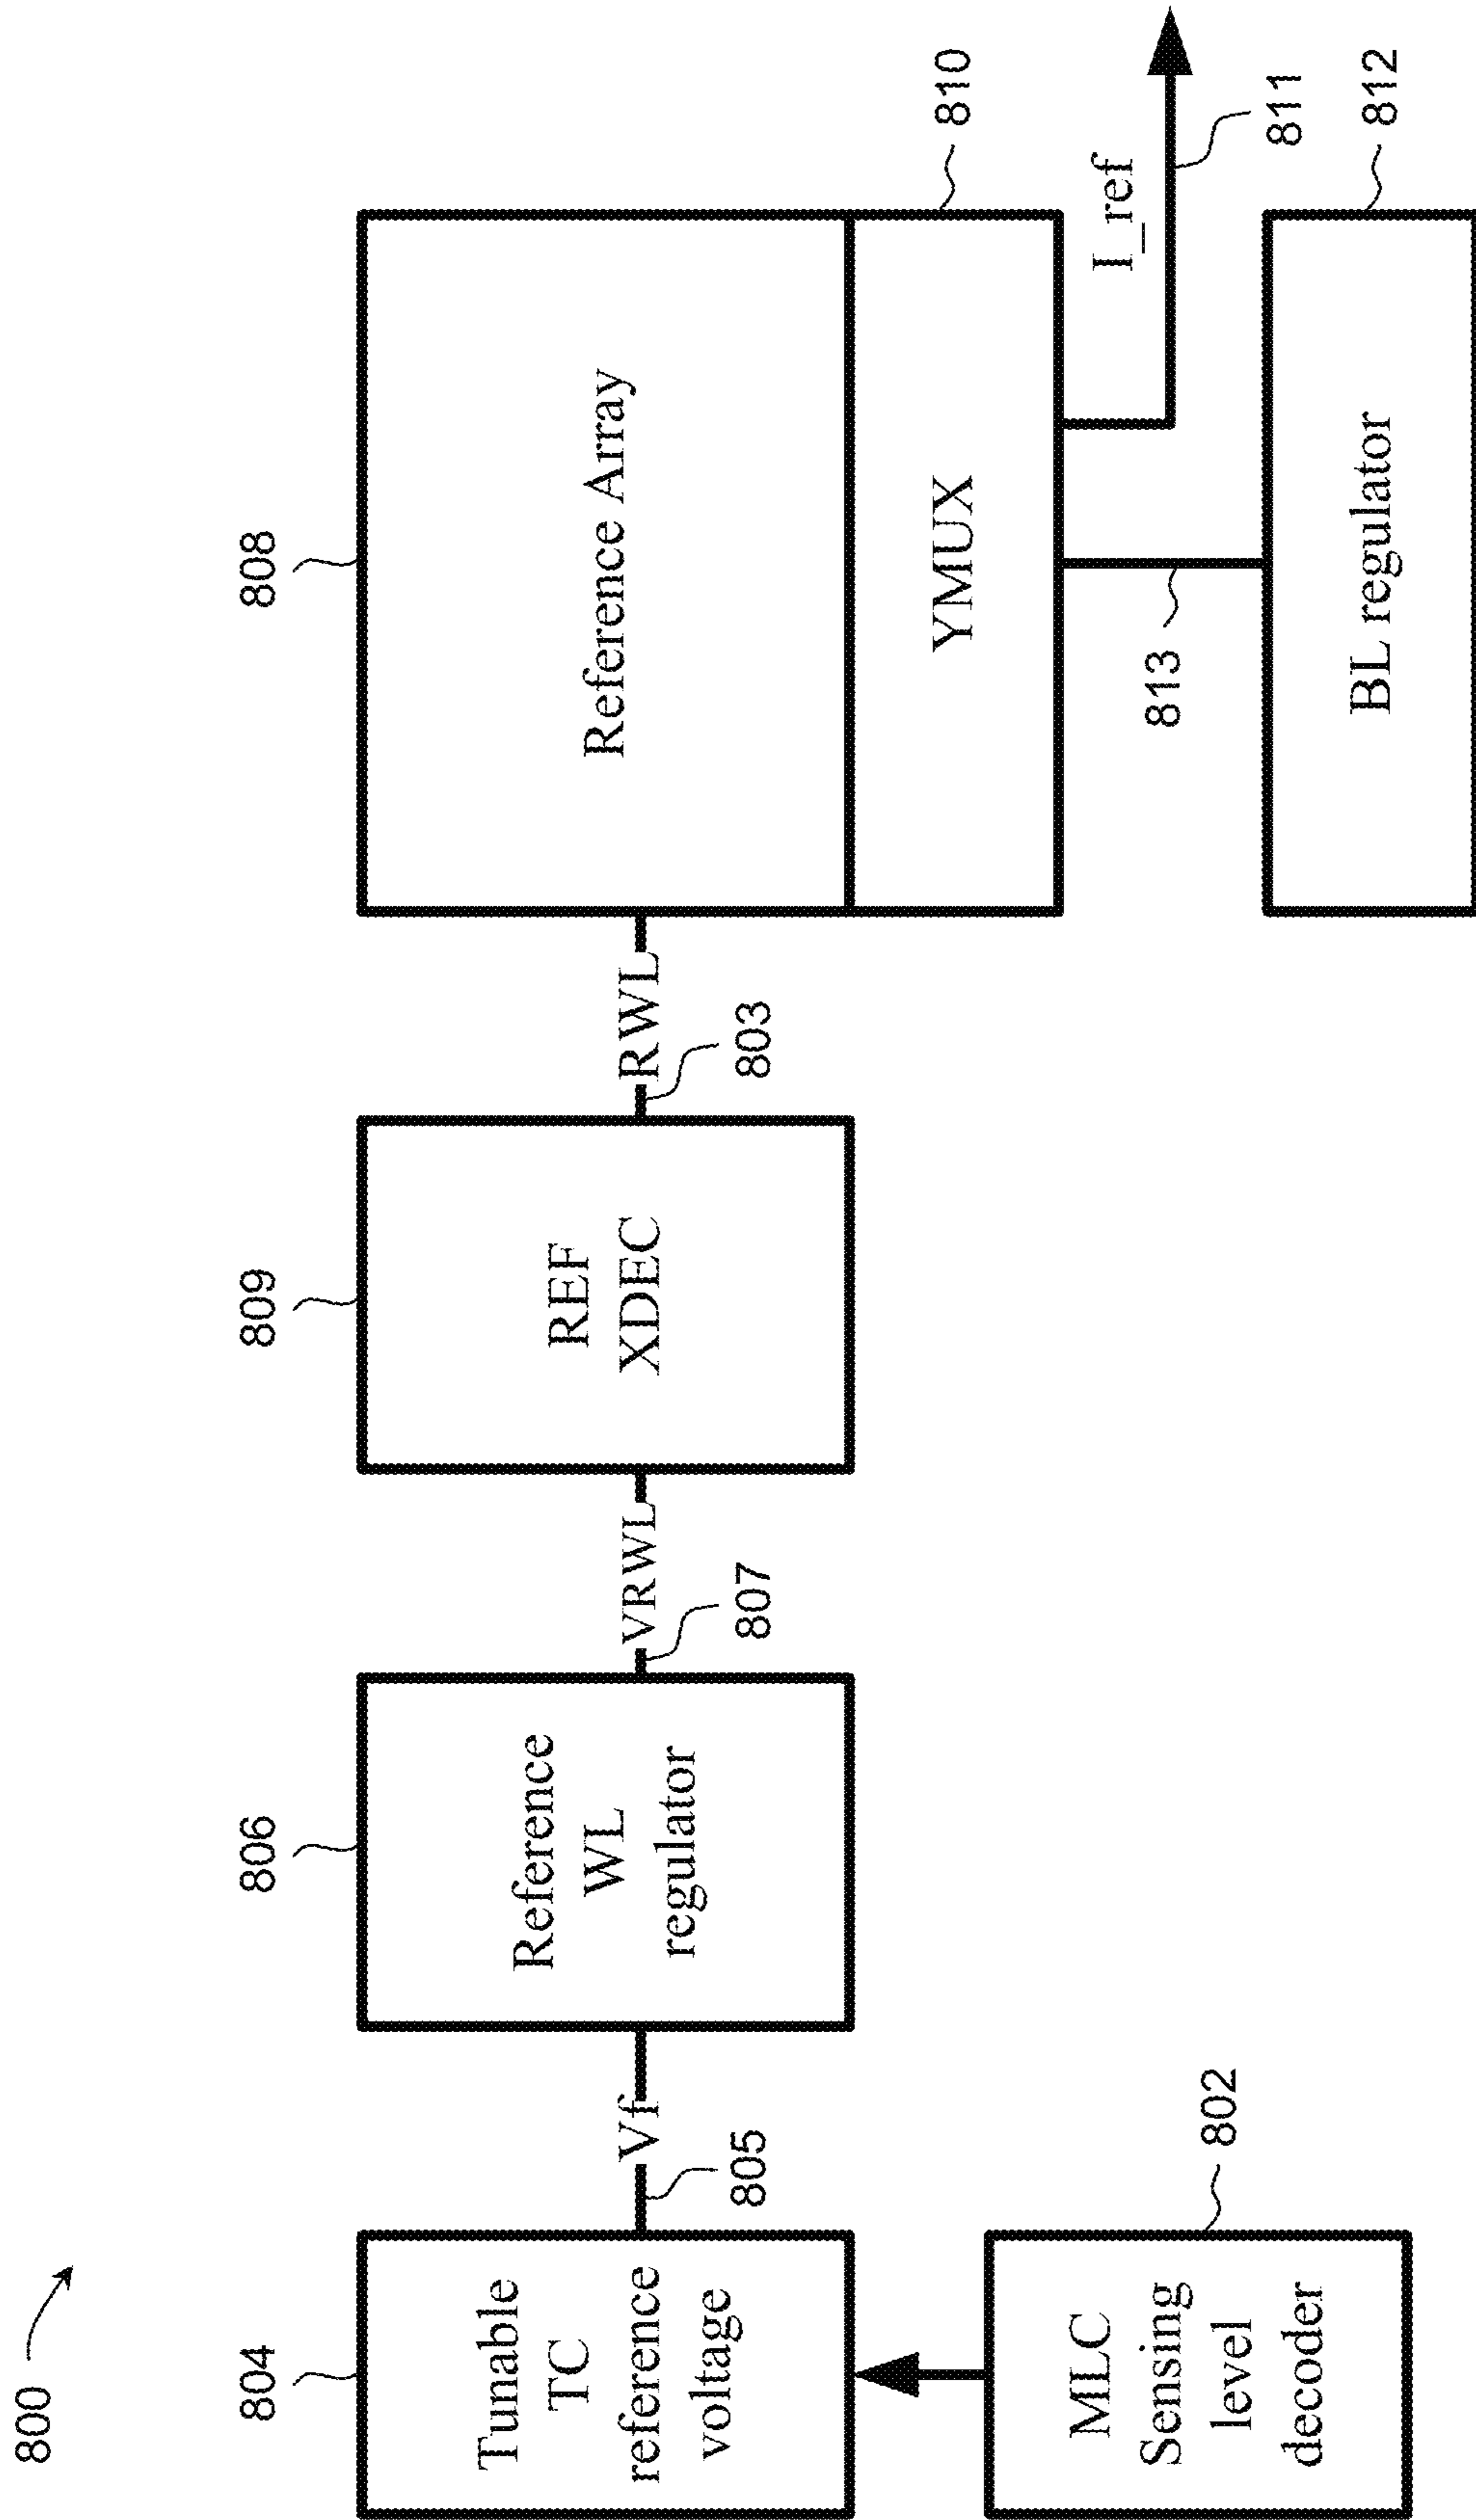 800
804
806
809
808
Tunable
TC
reference
voltage
Vf
805
Reference
WL
regulator
VRWL
807
REF
XDEC
RWL
803
Reference Array
YMUX
810
MLC
Sensing
level
decoder
802
813
I_ref
811
BL regulator
812